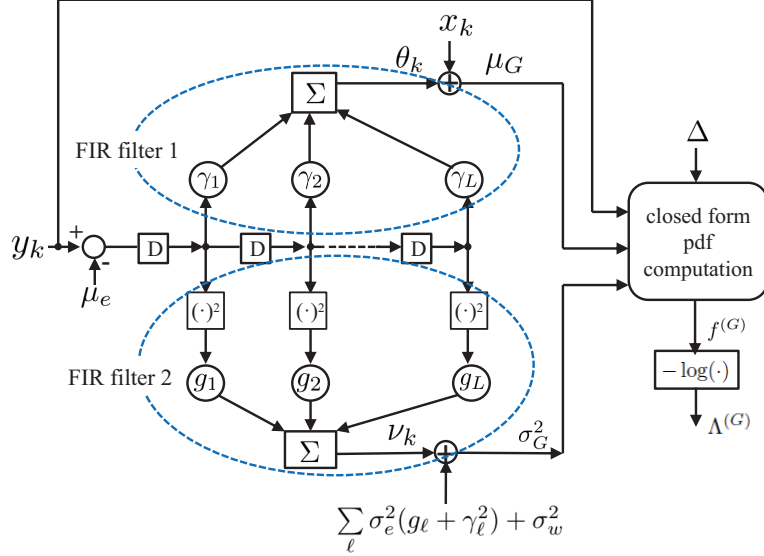 x_k
θ_k
μ_G
Σ
Δ
FIR filter 1
γ_1
γ_2
γ_L
closed form
pdf
computation
y_k
+
-
D
D
D
μ_e
(·)²
(·)²
(·)²
f^{(G)}
FIR filter 2
g_1
g_2
g_L
− log(·)
Σ
ν_k
σ_G^2
Λ^{(G)}
∑_ℓ σ_e^2(g_ℓ + γ_ℓ^2) + σ_w^2